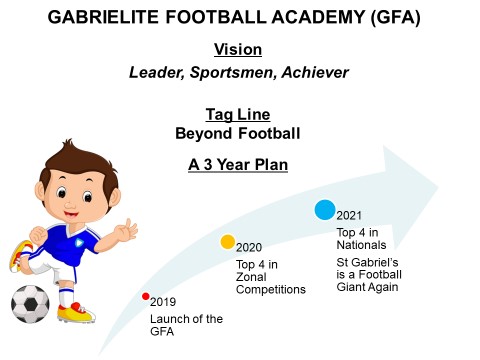 GABRIELITE FOOTBALL ACADEMY (GFA)
Vision
Leader, Sportsmen, Achiever
Tag Line
Beyond Football
A 3 Year Plan
2019
Launch of the
GFA
2020
Top 4 in
Zonal
Competitions
2021
Top 4 in
Nationals
St Gabriel's
is a Football
Giant Again